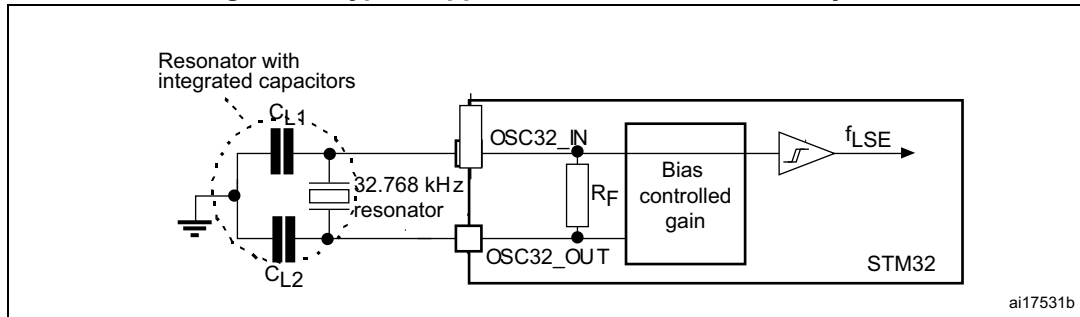 Resonator with
integrated capacitors
CL1
OSC32_IN
fLSE
32.768 kHz
resonator
RF
Bias
controlled
gain
OSC32_OUT
CL2
STM32
ai17531b